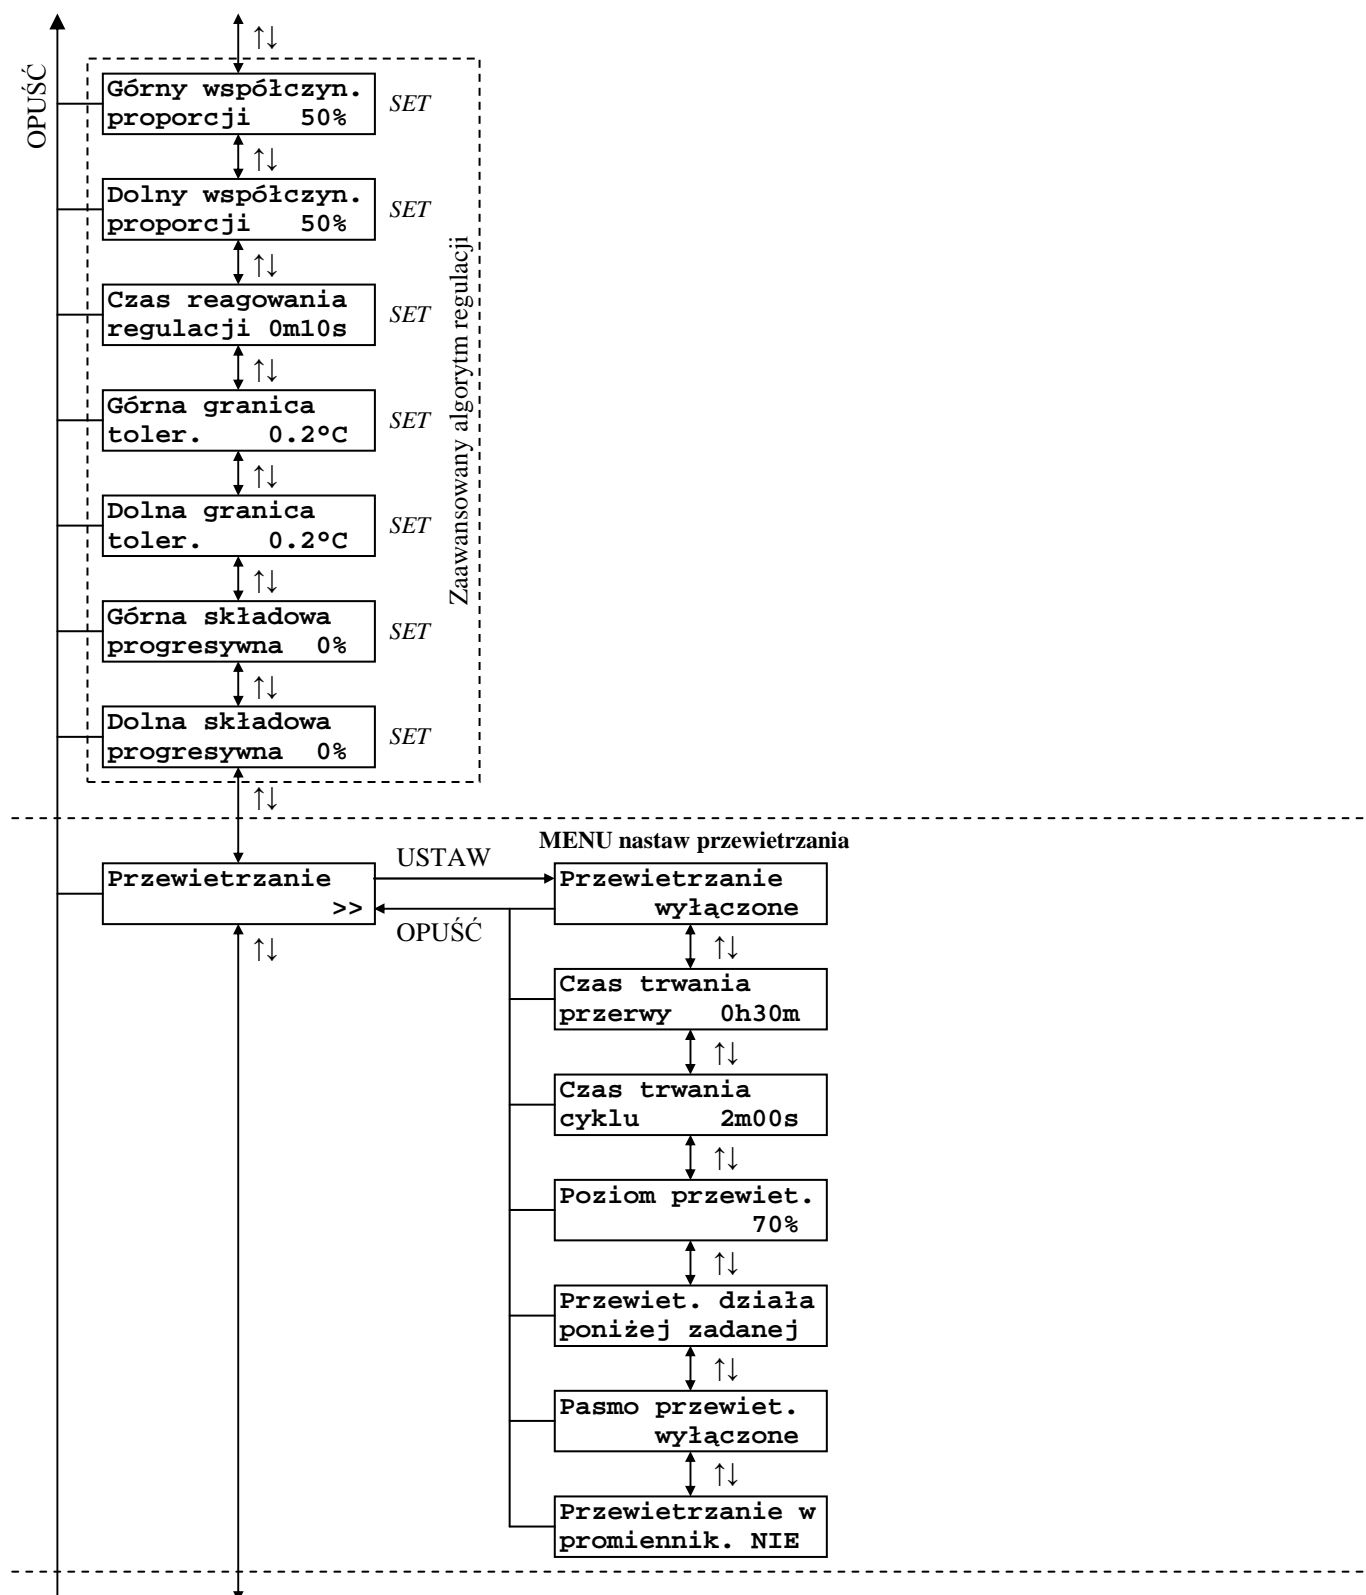 ↑↓
OPUŚĆ
Górny współczyn.
proporcji 50%
SET
↑↓
Dolny współczyn.
proporcji 50%
SET
↑↓
Czas reagowania
regulacji 0m10s
SET
↑↓
Górna granica
toler. 0.2°C
SET
↑↓
Dolna granica
toler. 0.2°C
SET
↑↓
Górna składowa
progresywna 0%
SET
↑↓
Dolna składowa
progresywna 0%
SET
Zaawansowany algorytm regulacji
↑↓
MENU nastaw przewietrzania
Przewietrzanie
>>
USTAW
OPUŚĆ
↑↓
Przewietrzanie
wyłączone
↑↓
Czas trwania
przerwy 0h30m
↑↓
Czas trwania
cyklu 2m00s
↑↓
Poziom przewiet.
70%
↑↓
Przewiet. działa
poniżej zadanej
↑↓
Pasmo przewiet.
wyłączone
↑↓
Przewietrzanie w
promiennik. NIE